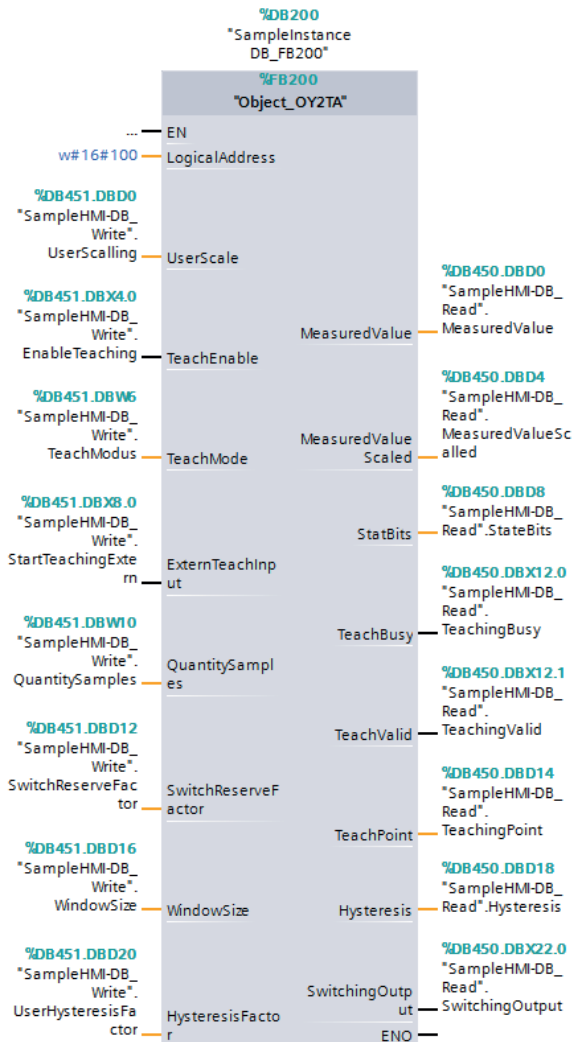 %DB200
"SampleInstance
DB_FB200"
%FB200
"Object_OY2TA"
... EN
w#16#100 LogicalAddress
%DB451.DBD0
"SampleHMI-DB_
Write".
UserScalling UserScale
%DB451.DBX4.0
"SampleHMI-DB_
Write".
EnableTeaching TeachEnable
%DB451.DBW6
"SampleHMI-DB_
Write".
TeachModus TeachMode
%DB451.DBX8.0
"SampleHMI-DB_
Write".
StartTeachingExte
rn
ExternTeachInp
ut
%DB451.DBW10
"SampleHMI-DB_
Write".
QuantitySamples
QuantitySampl
es
%DB451.DBD12
"SampleHMI-DB_
Write".
SwitchReserveFac
tor
SwitchReserveF
actor
%DB451.DBD16
"SampleHMI-DB_
Write".
WindowSize WindowSize
%DB451.DBD20
"SampleHMI-DB_
Write".
UserHysteresisFa
ctor
HysteresisFacto
r
%DB450.DBD0
"SampleHMI-DB_
Read".
MeasuredValue MeasuredValue
%DB450.DBD4
"SampleHMI-DB_
Read".
MeasuredValue
Scaled
MeasuredValueSc
alled
%DB450.DBD8
"SampleHMI-DB_
StatBits Read".StateBits
%DB450.DBX12.0
"SampleHMI-DB_
Read".
TeachBusy TeachingBusy
%DB450.DBX12.1
"SampleHMI-DB_
Read".
TeachValid TeachingValid
%DB450.DBD14
"SampleHMI-DB_
Read".
TeachPoint TeachingPoint
%DB450.DBD18
"SampleHMI-DB_
Hysteresis Read".Hysteresis
%DB450.DBX22.0
"SampleHMI-DB_
Read".
SwitchingOutp
ut
SwitchingOutput
ENO